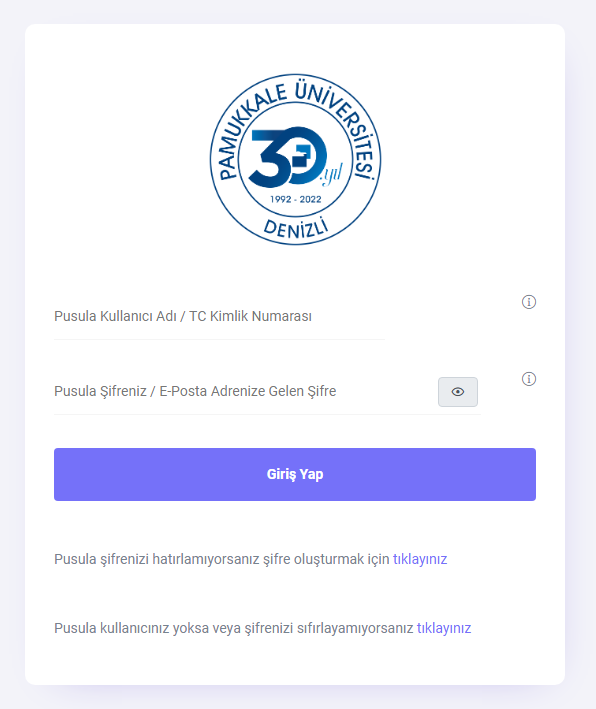 PAMUKKALE ÜNİVERSİTESİ
30.yıl
1992 - 2022
DENİZLİ
Pusula Kullanıcı Adı / TC Kimlik Numarası
Pusula Şifreniz / E-Posta Adrenize Gelen Şifre
Giriş Yap
Pusula şifrenizi hatırlamıyorsanız şifre oluşturmak için tıklayınız
Pusula kullanıcınız yoksa veya şifrenizi sıfırlayamıyorsanız tıklayınız